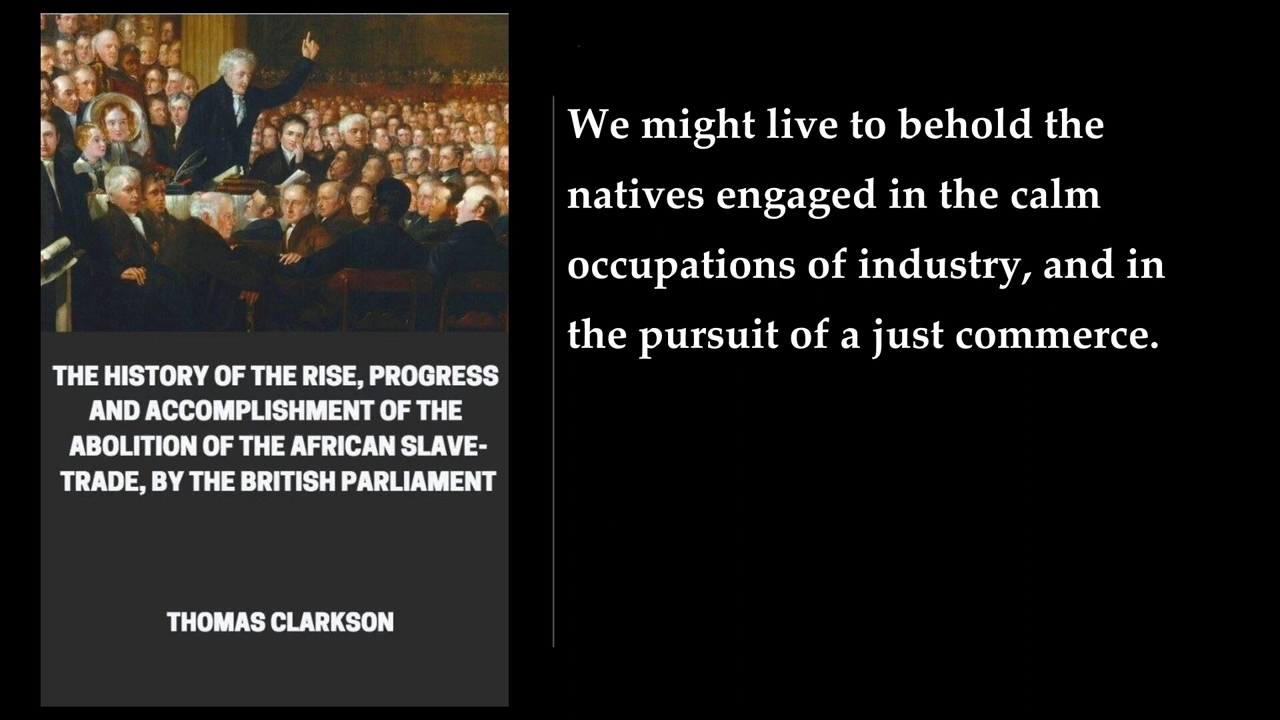 THE HISTORY OF THE RISE, PROGRESS
AND ACCOMPLISHMENT OF THE
ABOLITION OF THE AFRICAN SLAVE-
TRADE, BY THE BRITISH PARLIAMENT
THOMAS CLARKSON
We might live to behold the
natives engaged in the calm
occupations of industry, and in
the pursuit of a just commerce.